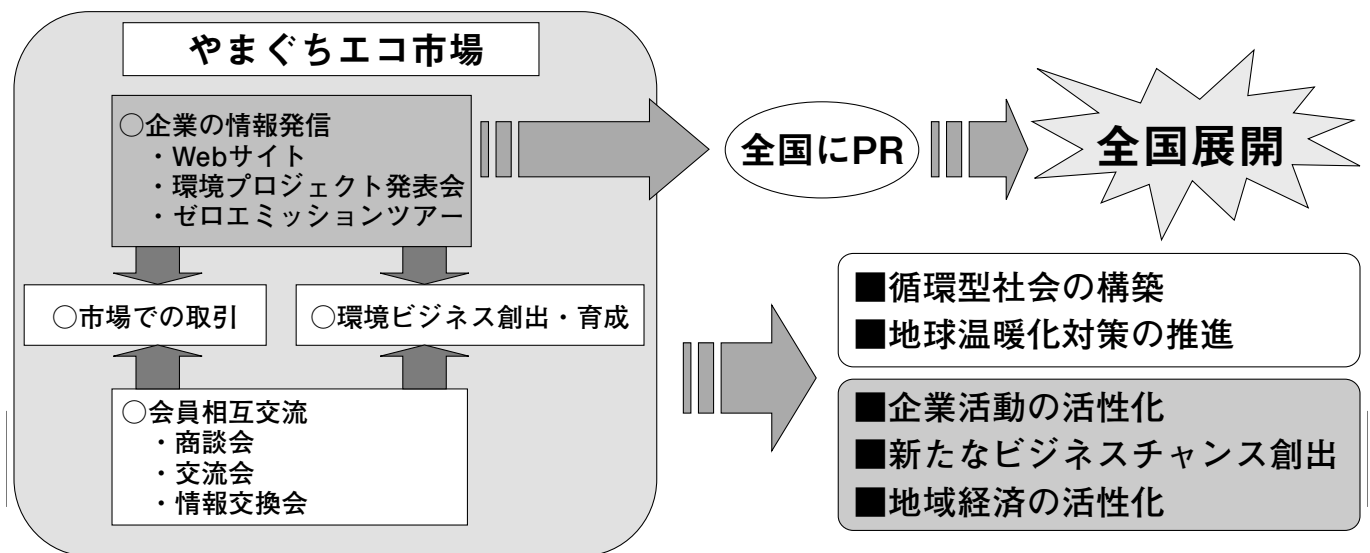 やまぐちエコ市場
○企業の情報発信
・Webサイト
・環境プロジェクト発表会
・ゼロエミッションツアー
全国にPR
全国展開
○市場での取引
○環境ビジネス創出・育成
○会員相互交流
・商談会
・交流会
・情報交換会
■循環型社会の構築
■地球温暖化対策の推進
■企業活動の活性化
■新たなビジネスチャンス創出
■地域経済の活性化